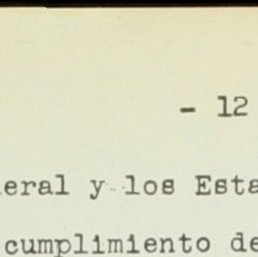 - 12
eral y los Esta
cumplimiento de